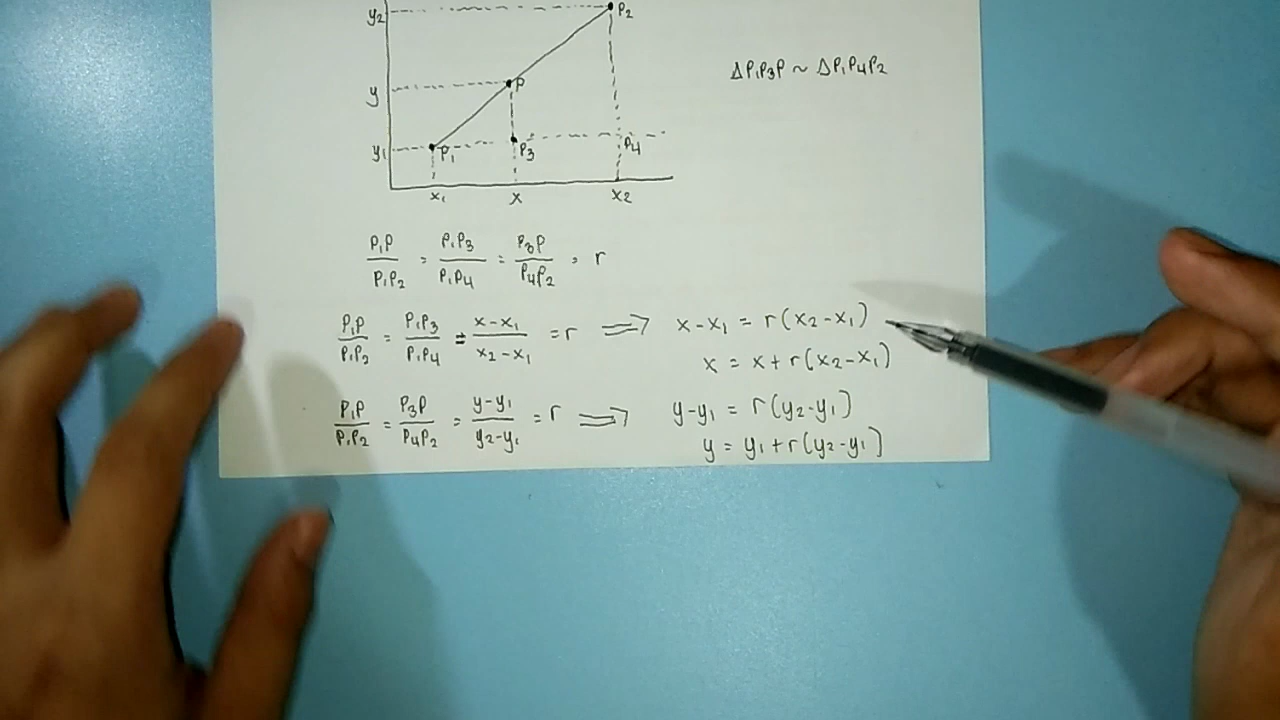 y2 P2
ΔP1P3P ~ ΔP1P4P2
y P
y1 P1 P3 P4
x1 x x2
P1P/P1P2 = P1P3/P1P4 = P3P/P4P2 = r
P1P/P1P2 = P1P3/P1P4 = x-x1/x2-x1 = r ⟹ x-x1 = r(x2-x1)
x = x+r(x2-x1)
P1P/P1P2 = P3P/P4P2 = y-y1/y2-y1 = r ⟹ y-y1 = r(y2-y1)
y = y1+r(y2-y1)